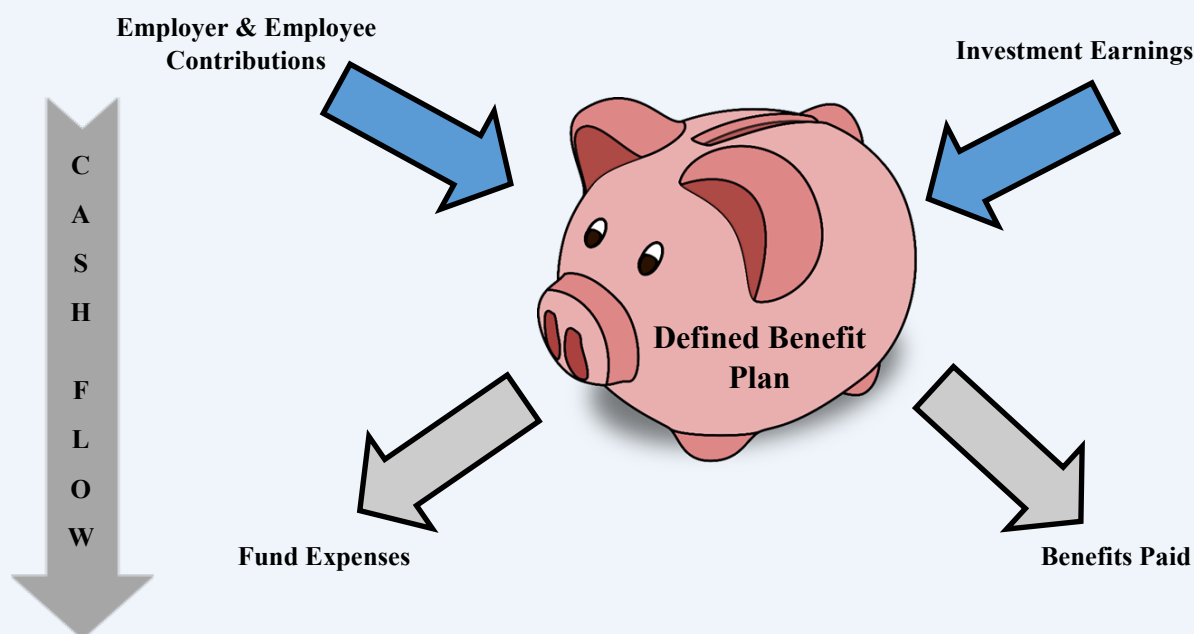 Employer & Employee
Contributions
Investment Earnings
C
A
S
H
F
L
O
W
Defined Benefit
Plan
Fund Expenses
Benefits Paid